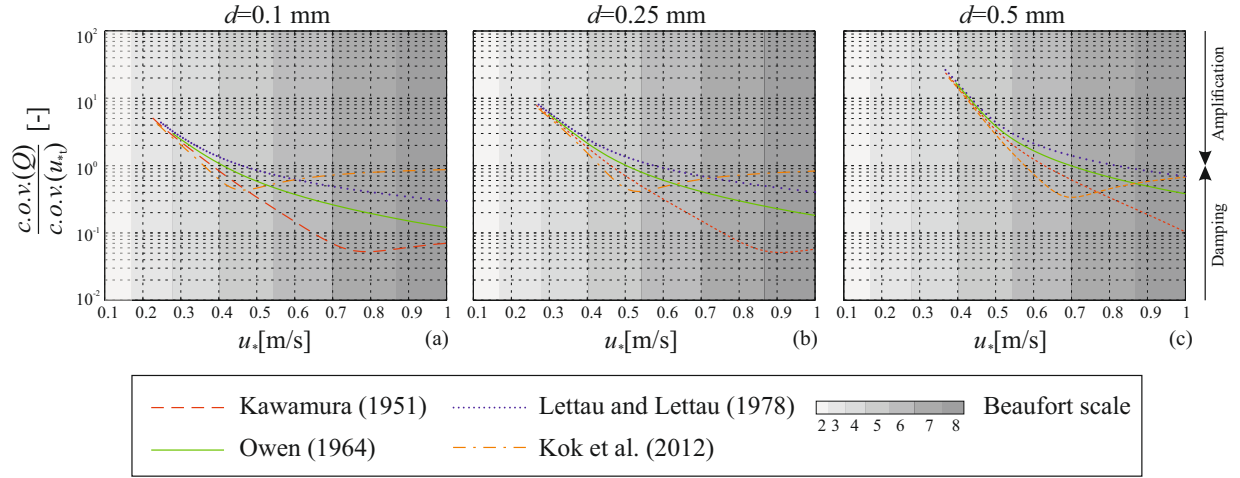 d=0.1 mm
d=0.25 mm
d=0.5 mm
c.o.v.(Q)
c.o.v.(u*t)
[-]
10²
10¹
10⁰
10⁻¹
10⁻²
Amplification
Damping
0.1 0.2 0.3 0.4 0.5 0.6 0.7 0.8 0.9 1
0.1 0.2 0.3 0.4 0.5 0.6 0.7 0.8 0.9 1
0.1 0.2 0.3 0.4 0.5 0.6 0.7 0.8 0.9 1
u*[m/s] (a)
u*[m/s] (b)
u*[m/s] (c)
Kawamura (1951)
Lettau and Lettau (1978)
Beaufort scale
2 3 4 5 6 7 8
Owen (1964)
Kok et al. (2012)